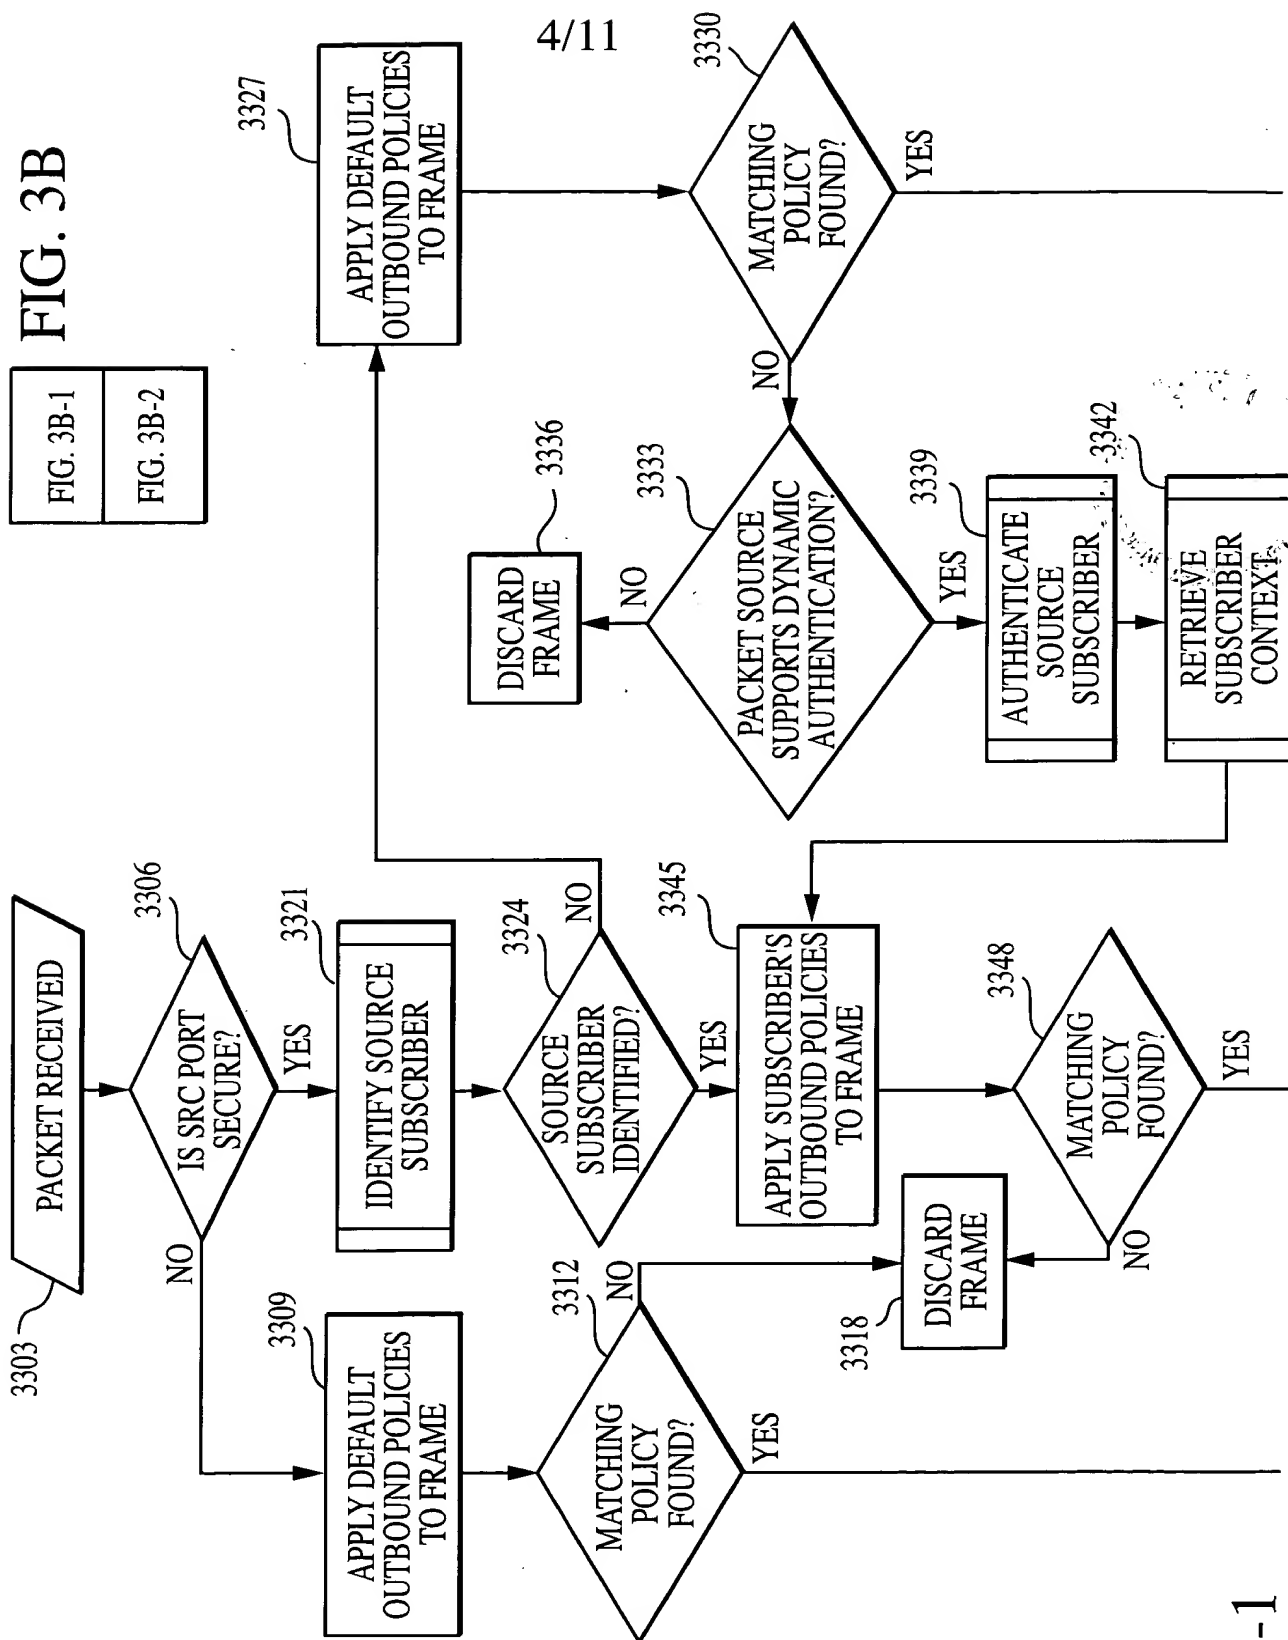 4/11
FIG. 3B
FIG. 3B-1
FIG. 3B-2
3303
PACKET RECEIVED
3306
IS SRC PORT
SECURE?
NO
YES
3309
APPLY DEFAULT
OUTBOUND POLICIES
TO FRAME
3312
MATCHING
POLICY
FOUND?
NO
YES
3318
DISCARD
FRAME
3321
IDENTIFY SOURCE
SUBSCRIBER
3324
SOURCE
SUBSCRIBER
IDENTIFIED?
NO
YES
3327
APPLY DEFAULT
OUTBOUND POLICIES
TO FRAME
3330
MATCHING
POLICY
FOUND?
NO
YES
3333
PACKET SOURCE
SUPPORTS DYNAMIC
AUTHENTICATION?
NO
YES
3336
DISCARD
FRAME
3339
AUTHENTICATE
SOURCE
SUBSCRIBER
3342
RETRIEVE
SUBSCRIBER
CONTEXT
3345
APPLY SUBSCRIBERS
OUTBOUND POLICIES
TO FRAME
3348
MATCHING
POLICY
FOUND?
NO
YES
-1